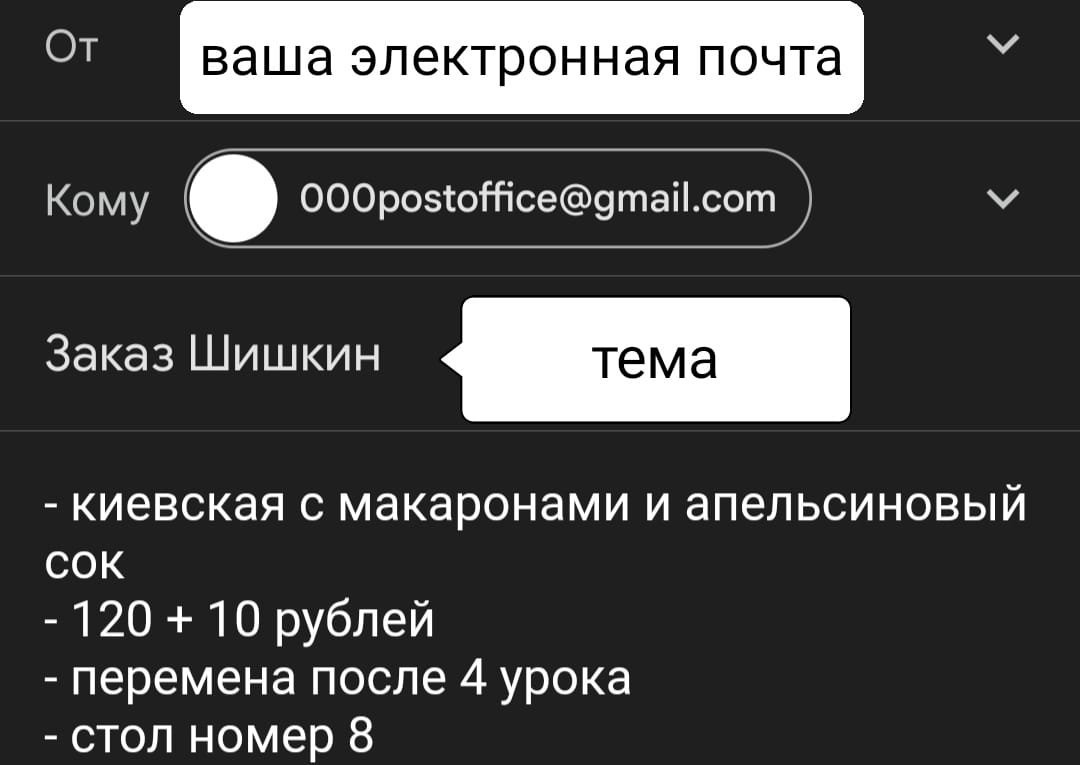 От ваша электронная почта
Кому 000postoffice@gmail.com
Заказ Шишкин тема
- киевская с макаронами и апельсиновый
сок
- 120 + 10 рублей
- перемена после 4 урока
- стол номер 8